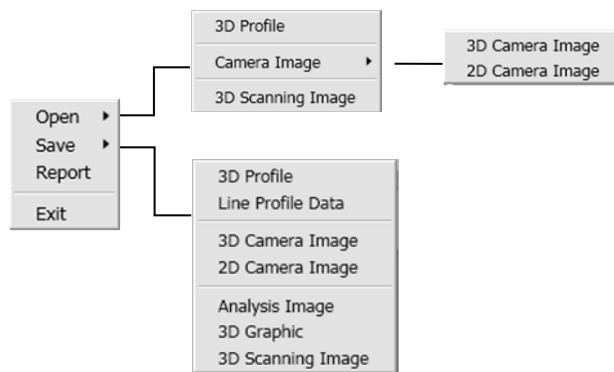 Open
Save
Report
Exit
3D Profile
Camera Image
3D Scanning Image
3D Camera Image
2D Camera Image
3D Profile
Line Profile Data
3D Camera Image
2D Camera Image
Analysis Image
3D Graphic
3D Scanning Image